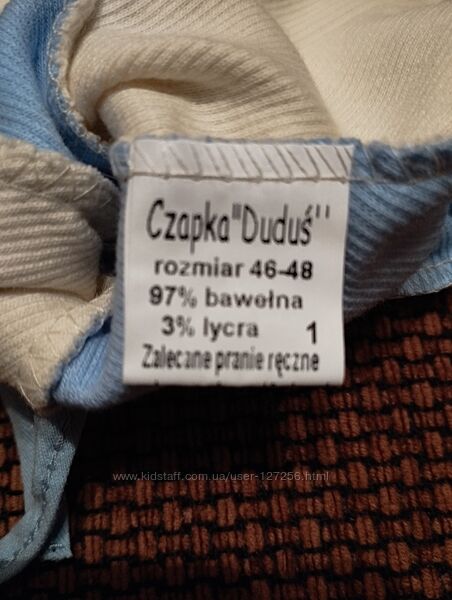 Czapka"Duduś''
rozmiar 46-48
97% bawełna
3% lycra 1
Zalecane pranie ręczne
www.kidstaff.com.ua/user-127256.html